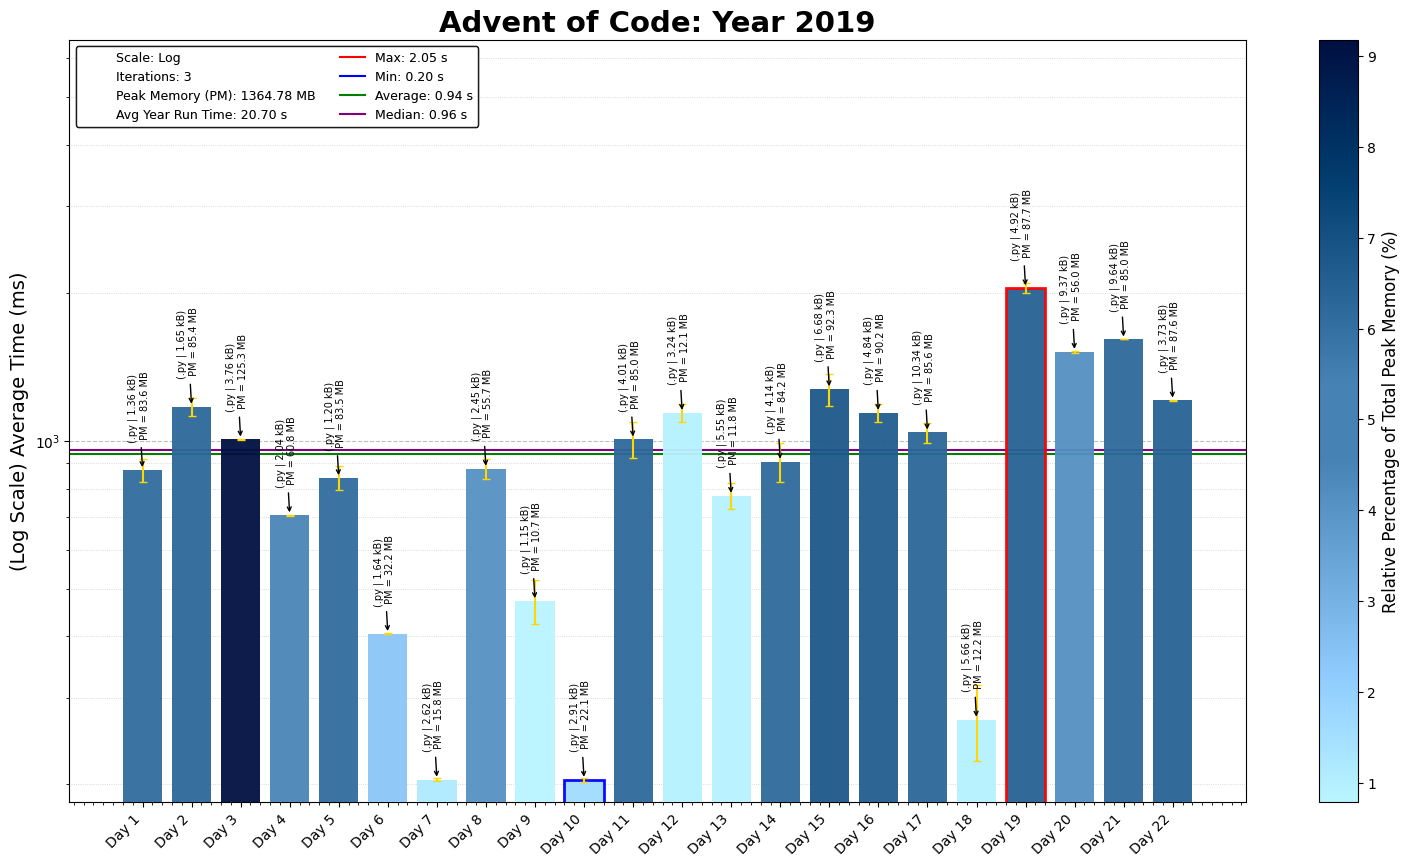 Advent of Code: Year 2019
Scale: Log
Iterations: 3
Peak Memory (PM): 1364.78 MB
Avg Year Run Time: 20.70 s
Max: 2.05 s
Min: 0.20 s
Average: 0.94 s
Median: 0.96 s
(Log Scale) Average Time (ms)
10³
(.py | 1.36 kB)
PM = 83.6 MB
(.py | 1.65 kB)
PM = 85.4 MB
(.py | 3.76 kB)
PM = 125.3 MB
(.py | 2.04 kB)
PM = 60.8 MB
(.py | 1.20 kB)
PM = 83.5 MB
(.py | 1.64 kB)
PM = 32.2 MB
(.py | 2.62 kB)
PM = 15.8 MB
(.py | 2.45 kB)
PM = 55.7 MB
(.py | 1.15 kB)
PM = 10.7 MB
(.py | 2.91 kB)
PM = 22.1 MB
(.py | 4.01 kB)
PM = 85.0 MB
(.py | 3.24 kB)
PM = 12.1 MB
(.py | 5.55 kB)
PM = 11.8 MB
(.py | 4.14 kB)
PM = 84.2 MB
(.py | 6.68 kB)
PM = 92.3 MB
(.py | 4.84 kB)
PM = 90.2 MB
(.py | 10.34 kB)
PM = 85.6 MB
(.py | 5.66 kB)
PM = 12.2 MB
(.py | 4.92 kB)
PM = 87.7 MB
(.py | 9.37 kB)
PM = 56.0 MB
(.py | 9.64 kB)
PM = 85.0 MB
(.py | 3.73 kB)
PM = 87.6 MB
Day 1
Day 2
Day 3
Day 4
Day 5
Day 6
Day 7
Day 8
Day 9
Day 10
Day 11
Day 12
Day 13
Day 14
Day 15
Day 16
Day 17
Day 18
Day 19
Day 20
Day 21
Day 22
9
8
7
6
5
4
3
2
1
Relative Percentage of Total Peak Memory (%)